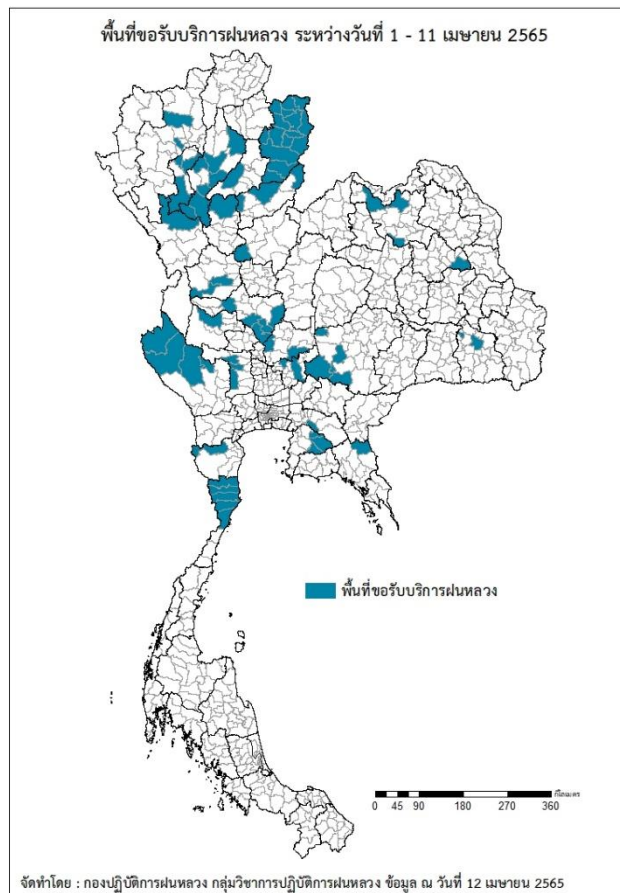 พื้นที่ขอรับบริการฝนหลวง ระหว่างวันที่ 1 - 11 เมษายน 2565
พื้นที่ขอรับบริการฝนหลวง
กิโลเมตร
0 45 90 180 270 360
จัดทำโดย : กองปฏิบัติการฝนหลวง กลุ่มวิชาการปฏิบัติการฝนหลวง ข้อมูล ณ วันที่ 12 เมษายน 2565